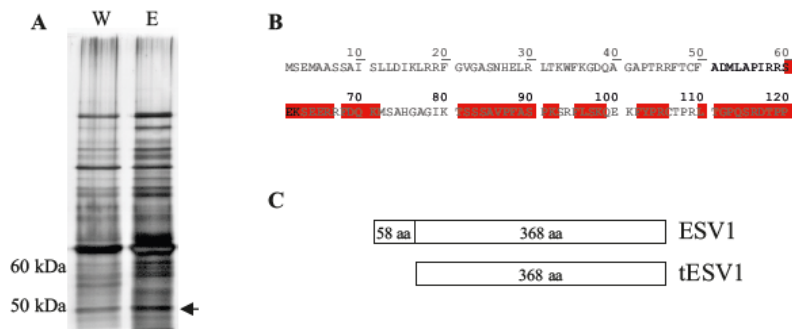 A
W E
60 kDa
50 kDa
B
10 20 30 40 50 60
MSEMAASSAI SLLDIKLRRF GVGASNHELR LTKWFKGDQA GAPTRRFTCF ADMLAPIRRS
70 80 90 100 110 120
C
58 aa 368 aa ESV1
368 aa tESV1